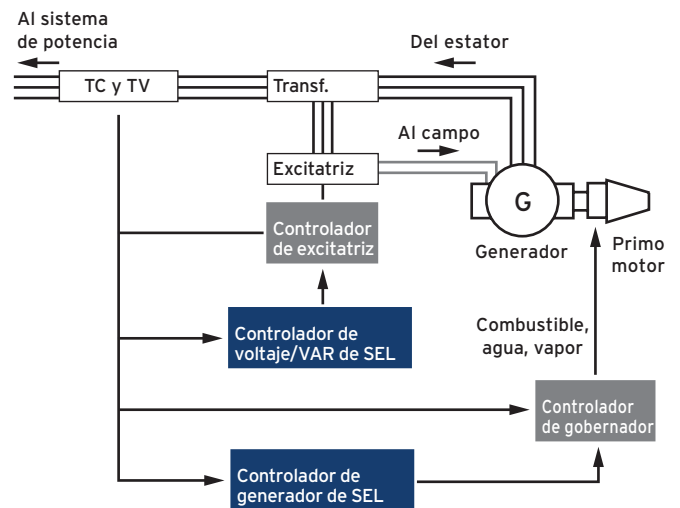 Al sistema
de potencia
Del estator
TC y TV
Transf.
Al campo
Excitatriz
G
Controlador
de excitatriz
Generador
Primo
motor
Controlador de
voltaje/VAR de SEL
Combustible,
agua, vapor
Controlador
de gobernador
Controlador de
generador de SEL